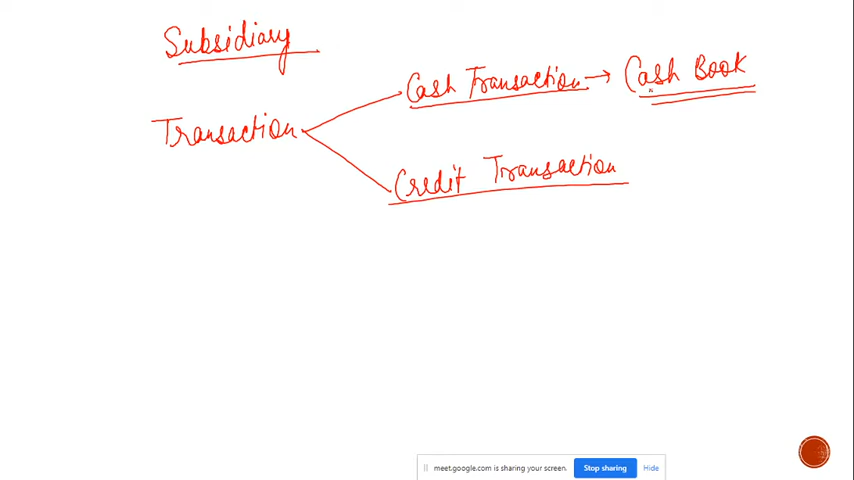 Subsidiary
Cash Transaction → Cash Book
Transaction
Credit Transaction
meet.google.com is sharing your screen.
Stop sharing
Hide